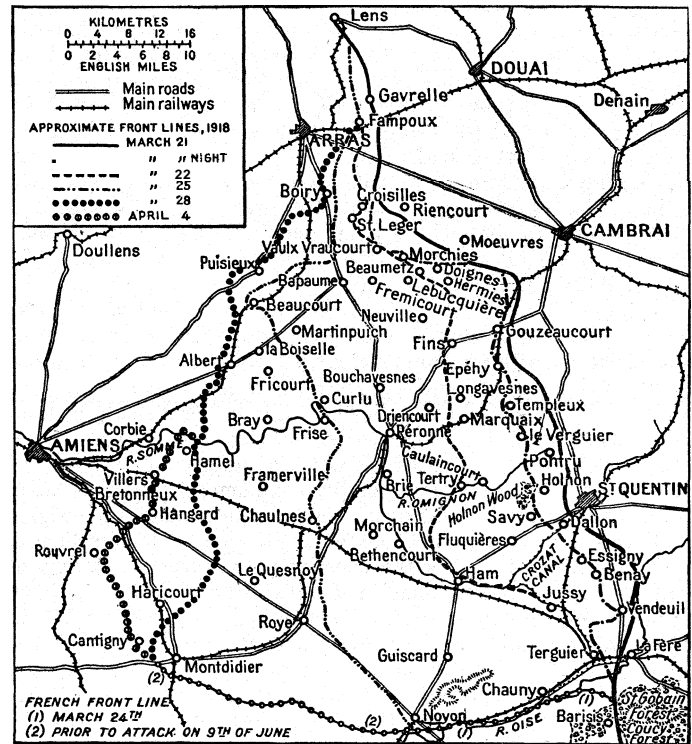 KILOMETRES
0 4 8 12 16
0 2 4 6 8 10
ENGLISH MILES
Main roads
Main railways
APPROXIMATE FRONT LINES, 1918
MARCH 21
" " NIGHT
" 22
" 25
" 28
APRIL 4
Lens
DOUAI
Gavrelle
Denain
Fampoux
ARRAS
Boiry
Croisilles
Riencourt
St. Leger
CAMBRAI
Doullens
Vaulx Vraucourt
Moeuvres
Morchies
Puisieux
Beaumetz
Doignes
Bapaume
Hermies
Lebucquière
Fremicourt
Beaucourt
Neuville
Martinpuich
Gouzeaucourt
Fins
la Boiselle
Albert
Epéhy
Fricourt
Bouchavesnes
Longavesnes
Curlu
Templeux
Driencourt
Bray
Marquaix
Corbie
Frise
Péronne
le Verguier
AMIENS
R. SOMME
Hamel
Caulaincourt
Pontru
Villers
Bretonneux
Framerville
Brie
Tertry
Holnon
R. OMIGNON
Holnon Wood
ST QUENTIN
Hangard
Chaulnes
Savy
Dallon
Morchain
Rouvrel
Bethencourt
Fluquières
Essigny
CROZAT
CANAL
Le Quesnoy
Ham
Benay
Haricourt
Jussy
Vendeuil
Roye
Cantigny
Montdidier
Guiscard
Terguier
la Fère
(2)
Chauny
(1)
FRENCH FRONT LINE
(1) MARCH 24TH
(2) PRIOR TO ATTACK ON 9TH OF JUNE
Noyon
(2)
(1)
R. OISE
Barisis
St Gobain
Forest
Coucy
Forest